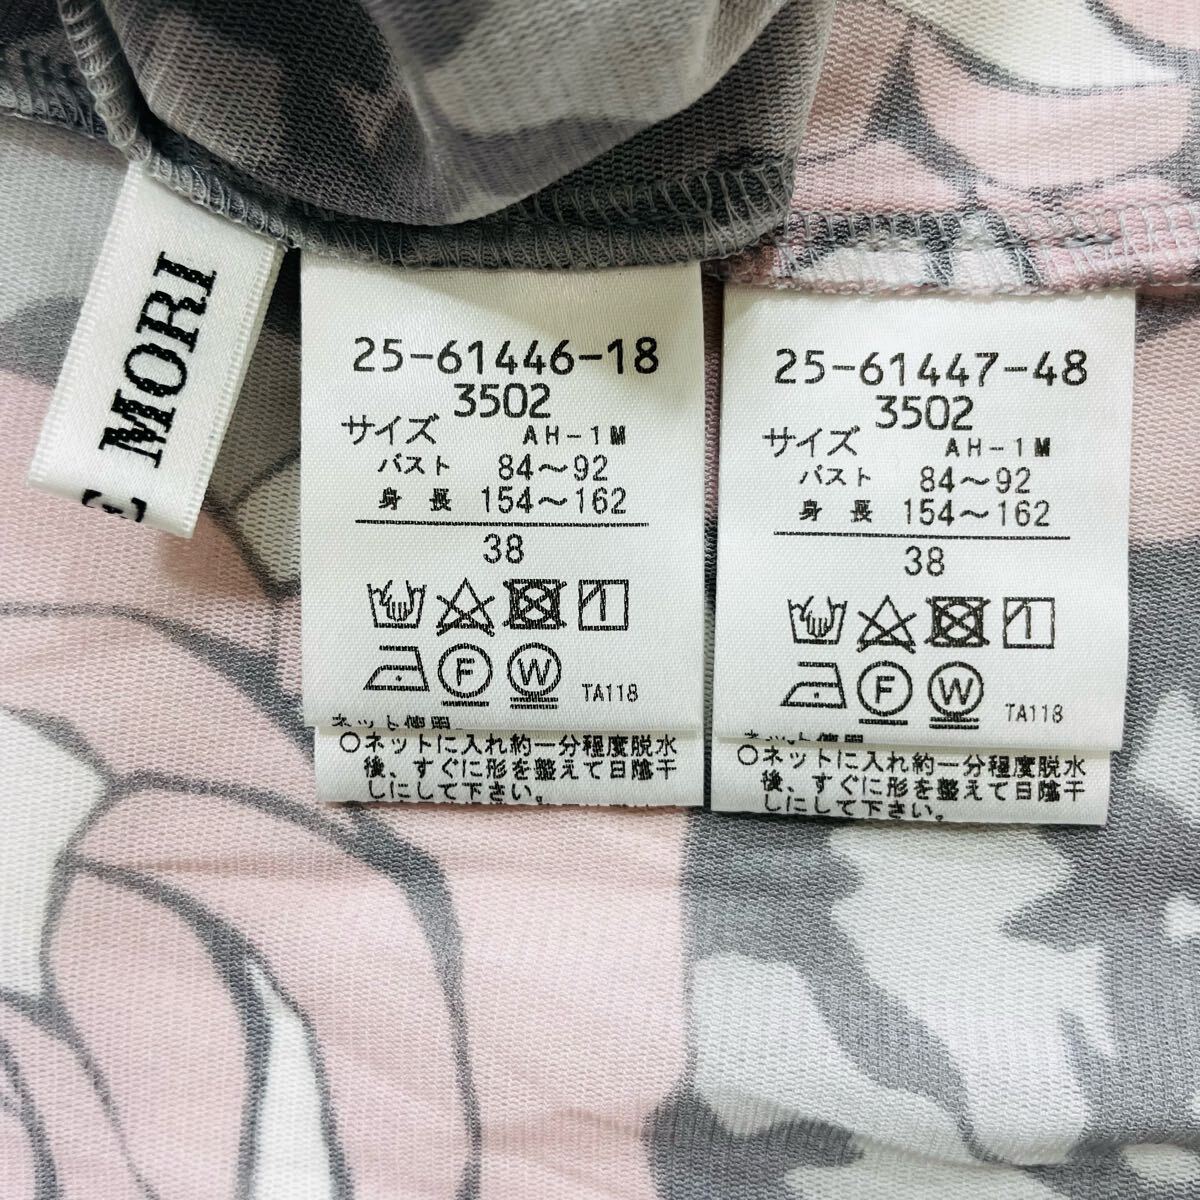 MORI
25-61446-18
3502
サイズ AH-1M
バスト 84～92
身長 154～162
38
F W TA118
ネット使用
○ネットに入れ約一分程度脱水
後、すぐに形を整えて日陰干
しにして下さい。
25-61447-48
3502
サイズ AH-1M
バスト 84～92
身長 154～162
38
F W TA118
○ネットに入れ約一分程度脱水
後、すぐに形を整えて日陰干
しにして下さい。